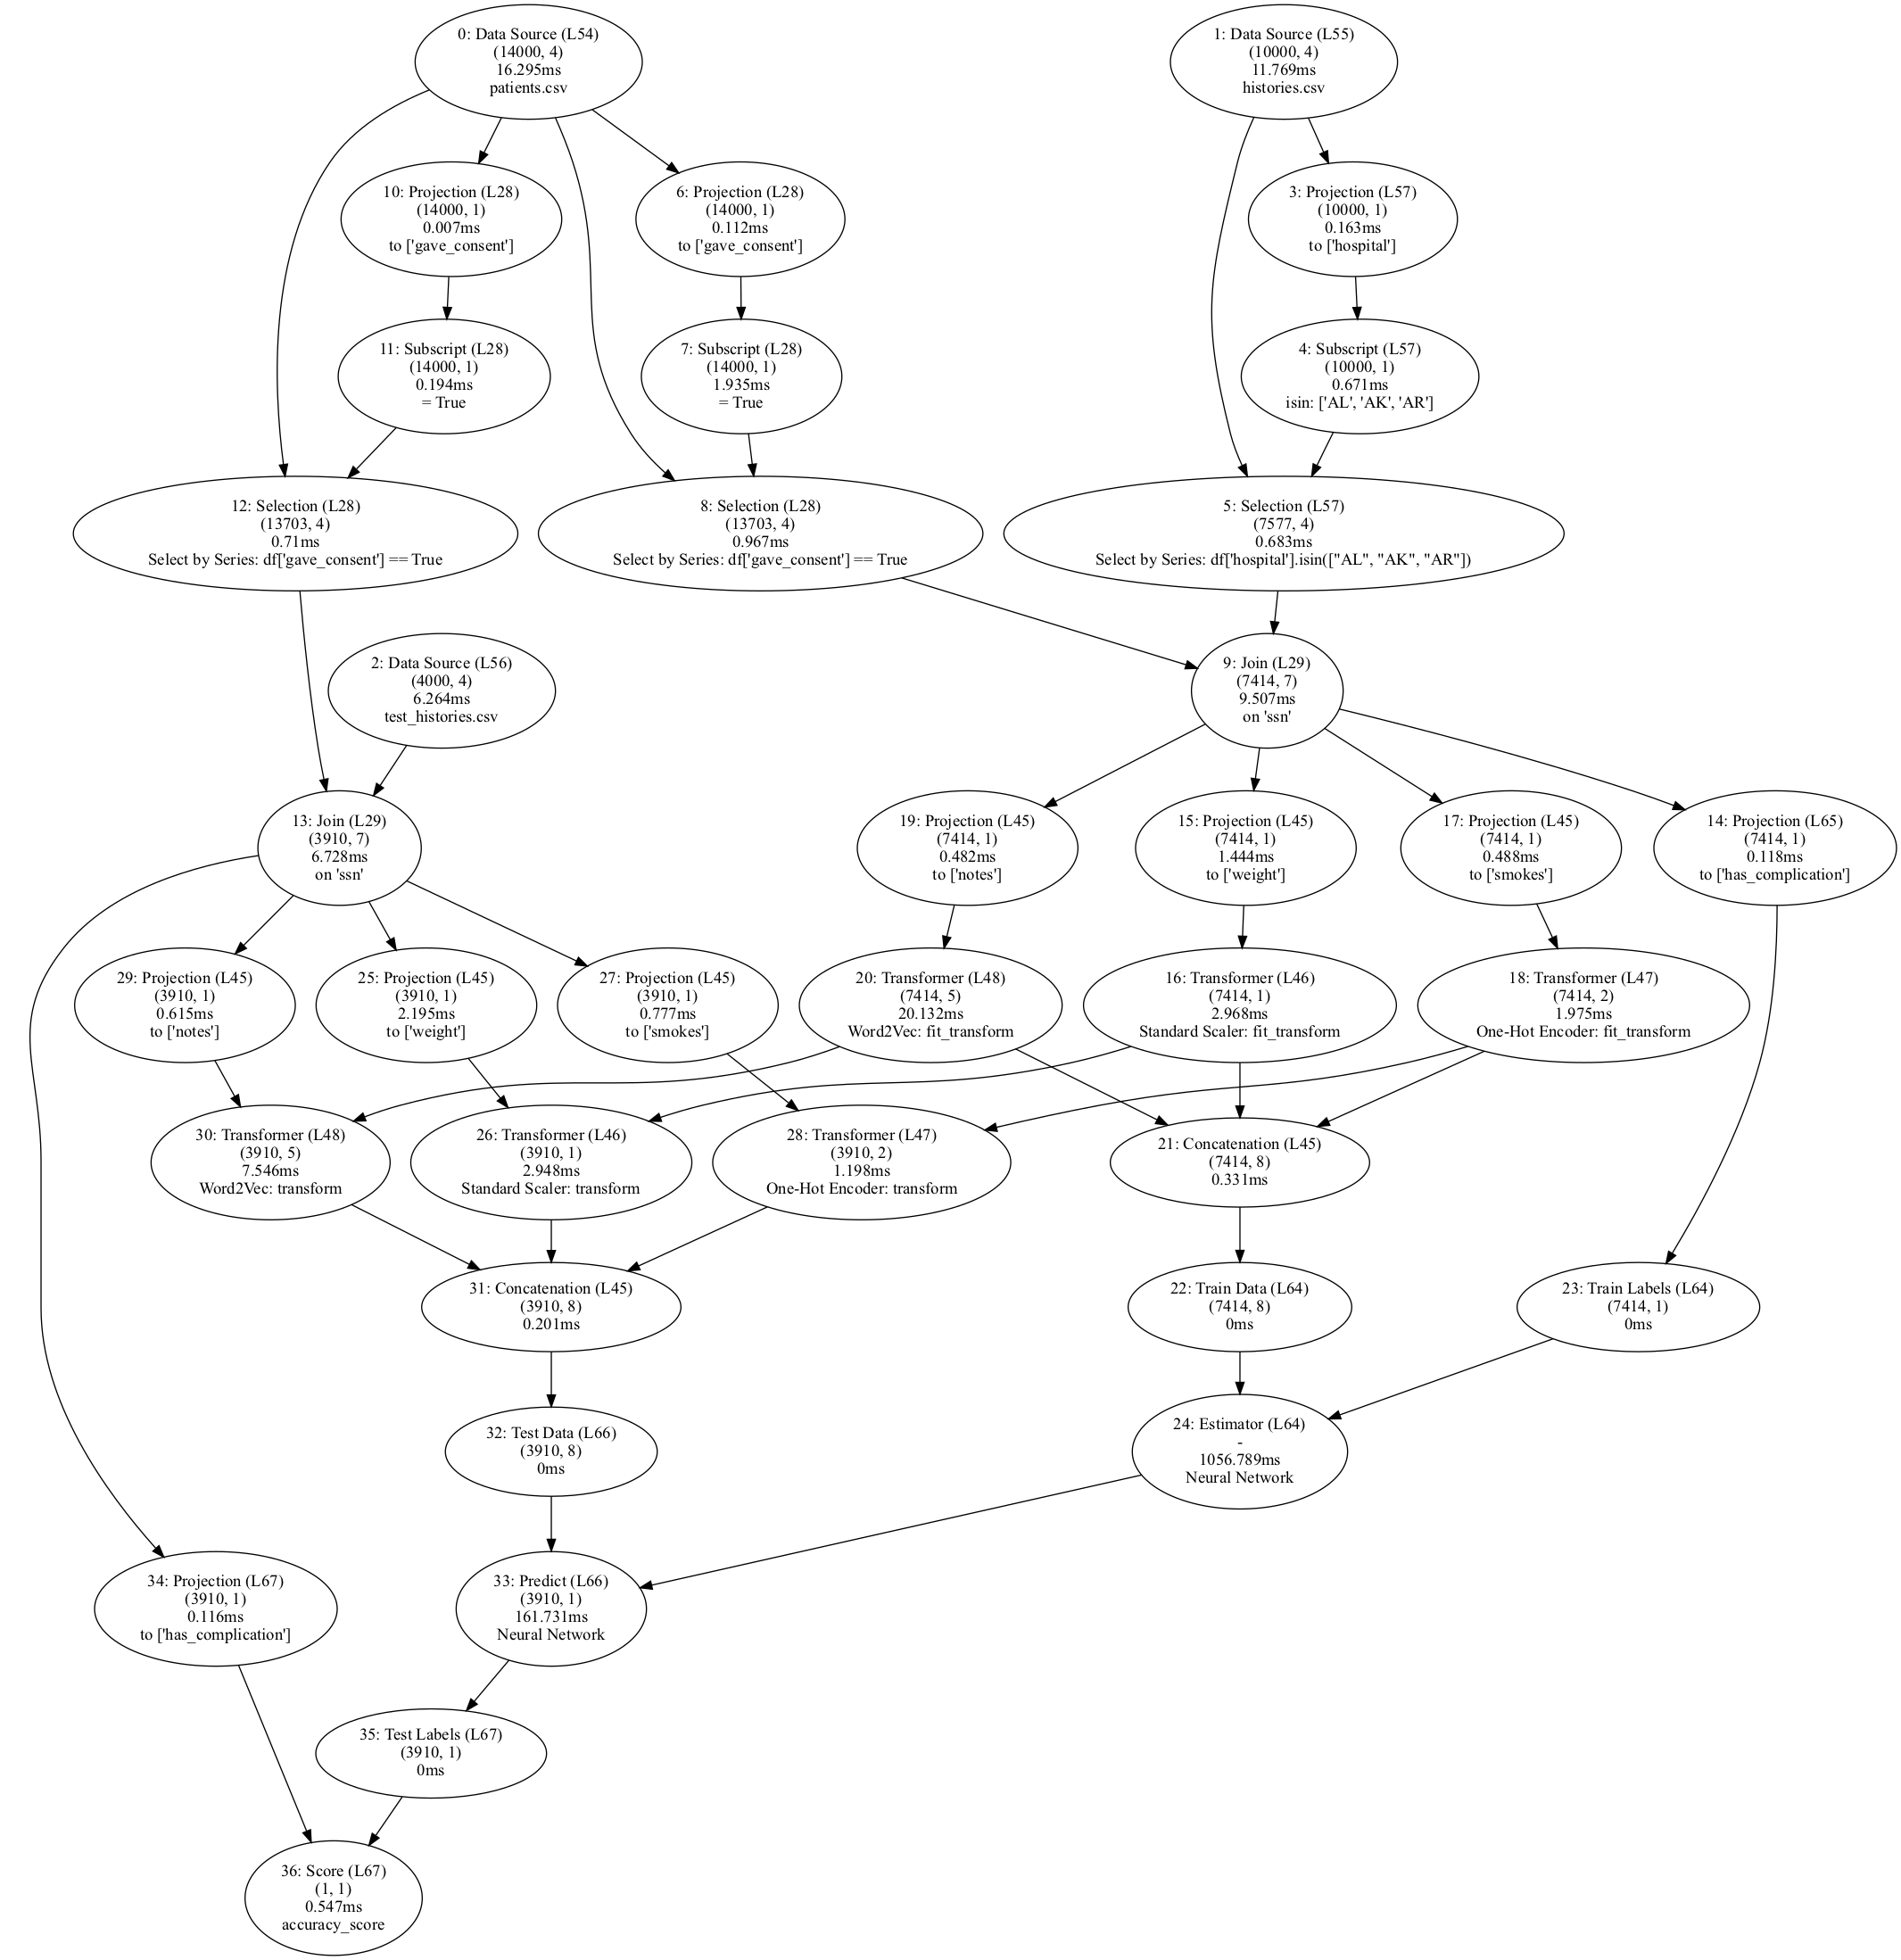 0: Data Source (L54)
(14000, 4)
16.295ms
patients.csv
1: Data Source (L55)
(10000, 4)
11.769ms
histories.csv
10: Projection (L28)
(14000, 1)
0.007ms
to ['gave_consent']
6: Projection (L28)
(14000, 1)
0.112ms
to ['gave_consent']
3: Projection (L57)
(10000, 1)
0.163ms
to ['hospital']
11: Subscript (L28)
(14000, 1)
0.194ms
= True
7: Subscript (L28)
(14000, 1)
1.935ms
= True
4: Subscript (L57)
(10000, 1)
0.671ms
isin: ['AL', 'AK', 'AR']
12: Selection (L28)
(13703, 4)
0.71ms
Select by Series: df['gave_consent'] == True
8: Selection (L28)
(13703, 4)
0.967ms
Select by Series: df['gave_consent'] == True
5: Selection (L57)
(7577, 4)
0.683ms
Select by Series: df['hospital'].isin(["AL", "AK", "AR"])
2: Data Source (L56)
(4000, 4)
6.264ms
test_histories.csv
9: Join (L29)
(7414, 7)
9.507ms
on 'ssn'
13: Join (L29)
(3910, 7)
6.728ms
on 'ssn'
19: Projection (L45)
(7414, 1)
0.482ms
to ['notes']
15: Projection (L45)
(7414, 1)
1.444ms
to ['weight']
17: Projection (L45)
(7414, 1)
0.488ms
to ['smokes']
14: Projection (L65)
(7414, 1)
0.118ms
to ['has_complication']
29: Projection (L45)
(3910, 1)
0.615ms
to ['notes']
25: Projection (L45)
(3910, 1)
2.195ms
to ['weight']
27: Projection (L45)
(3910, 1)
0.777ms
to ['smokes']
20: Transformer (L48)
(7414, 5)
20.132ms
Word2Vec: fit_transform
16: Transformer (L46)
(7414, 1)
2.968ms
Standard Scaler: fit_transform
18: Transformer (L47)
(7414, 2)
1.975ms
One-Hot Encoder: fit_transform
30: Transformer (L48)
(3910, 5)
7.546ms
Word2Vec: transform
26: Transformer (L46)
(3910, 1)
2.948ms
Standard Scaler: transform
28: Transformer (L47)
(3910, 2)
1.198ms
One-Hot Encoder: transform
21: Concatenation (L45)
(7414, 8)
0.331ms
31: Concatenation (L45)
(3910, 8)
0.201ms
22: Train Data (L64)
(7414, 8)
0ms
23: Train Labels (L64)
(7414, 1)
0ms
32: Test Data (L66)
(3910, 8)
0ms
24: Estimator (L64)
-
1056.789ms
Neural Network
34: Projection (L67)
(3910, 1)
0.116ms
to ['has_complication']
33: Predict (L66)
(3910, 1)
161.731ms
Neural Network
35: Test Labels (L67)
(3910, 1)
0ms
36: Score (L67)
(1, 1)
0.547ms
accuracy_score